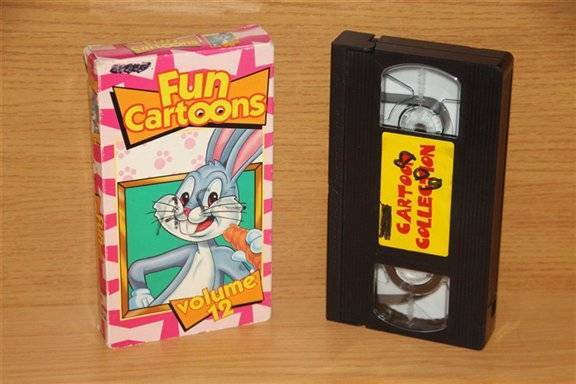 Fun
Cartoons
volume
12
CARTOON
COLLECTION